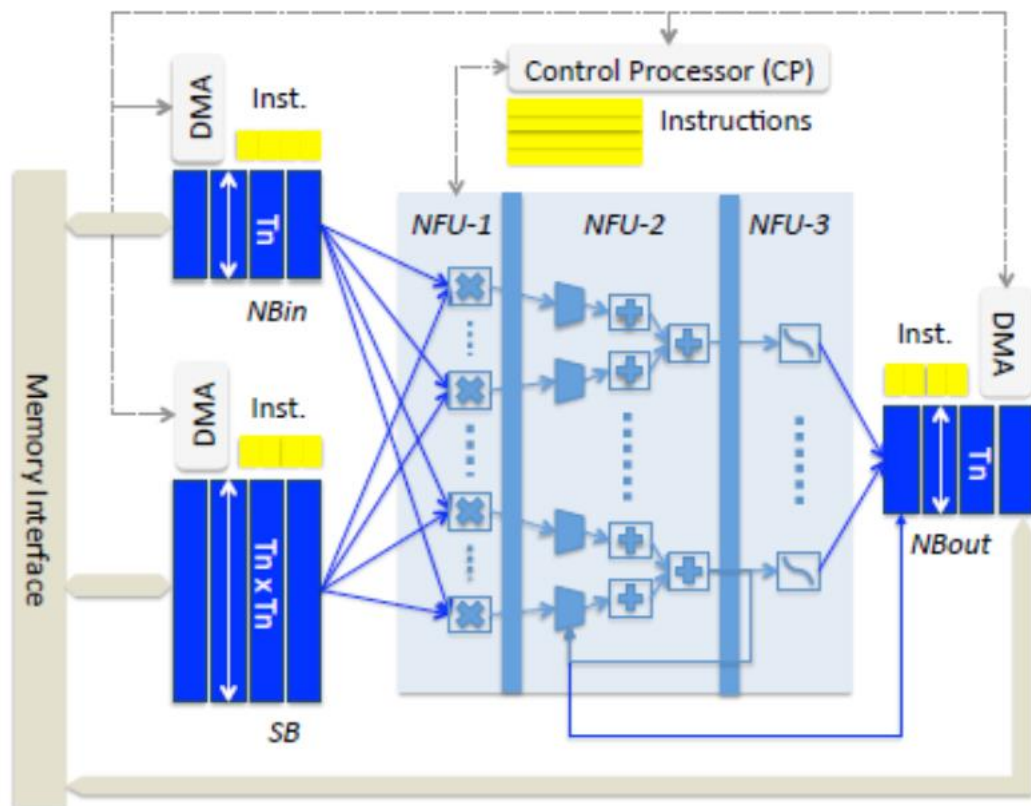 Control Processor (CP)
DMA
Inst.
Instructions
Tn
NBin
NFU-1
NFU-2
NFU-3
DMA
Inst.
Memory Interface
Tn x Tn
SB
Inst.
DMA
Tn
NBout